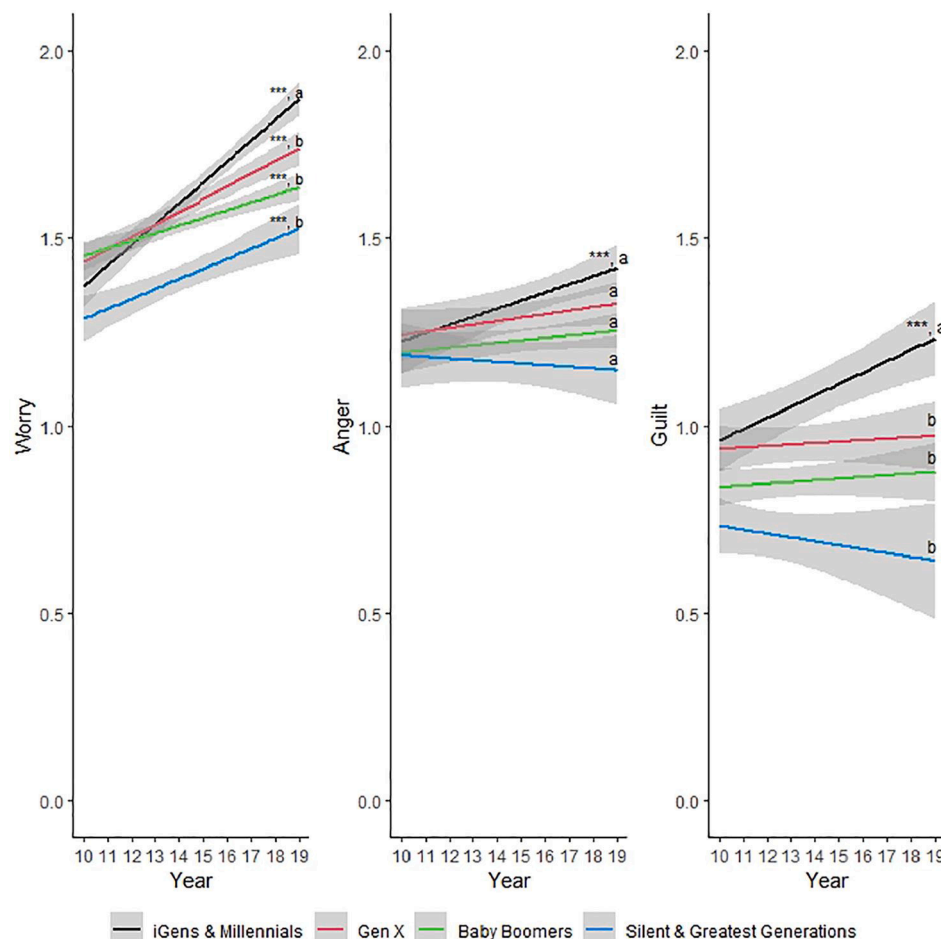 2.0
1.5
1.0
0.5
0.0
Worry
***, a
***, b
***, b
***, b
10 11 12 13 14 15 16 17 18 19
Year
2.0
1.5
1.0
0.5
0.0
Anger
***, a
a
a
a
10 11 12 13 14 15 16 17 18 19
Year
2.0
1.5
1.0
0.5
0.0
Guilt
***, a
b
b
b
10 11 12 13 14 15 16 17 18 19
Year
iGens & Millennials Gen X Baby Boomers Silent & Greatest Generations